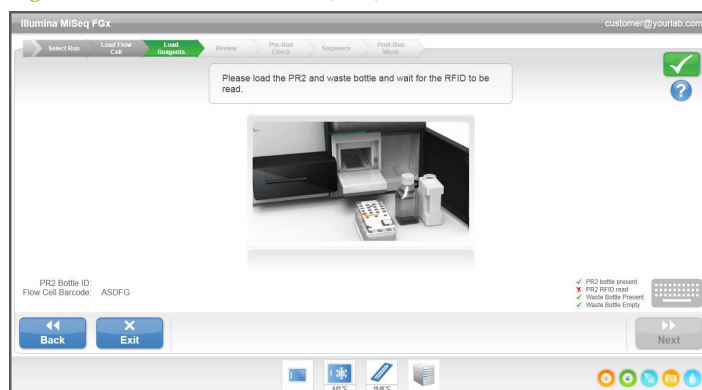 Illumina MiSeq FGx
customer@yourlab.com
Select Run
Load Flow
Cell
Load
Reagents
Review
Pre-Run
Check
Sequence
Post-Run
Wash
Please load the PR2 and waste bottle and wait for the RFID to be
read.
PR2 Bottle ID:
Flow Cell Barcode: ASDFG
PR2 bottle present
PR2 RFID read
Waste Bottle Present
Waste Bottle Empty
Back
Exit
Next